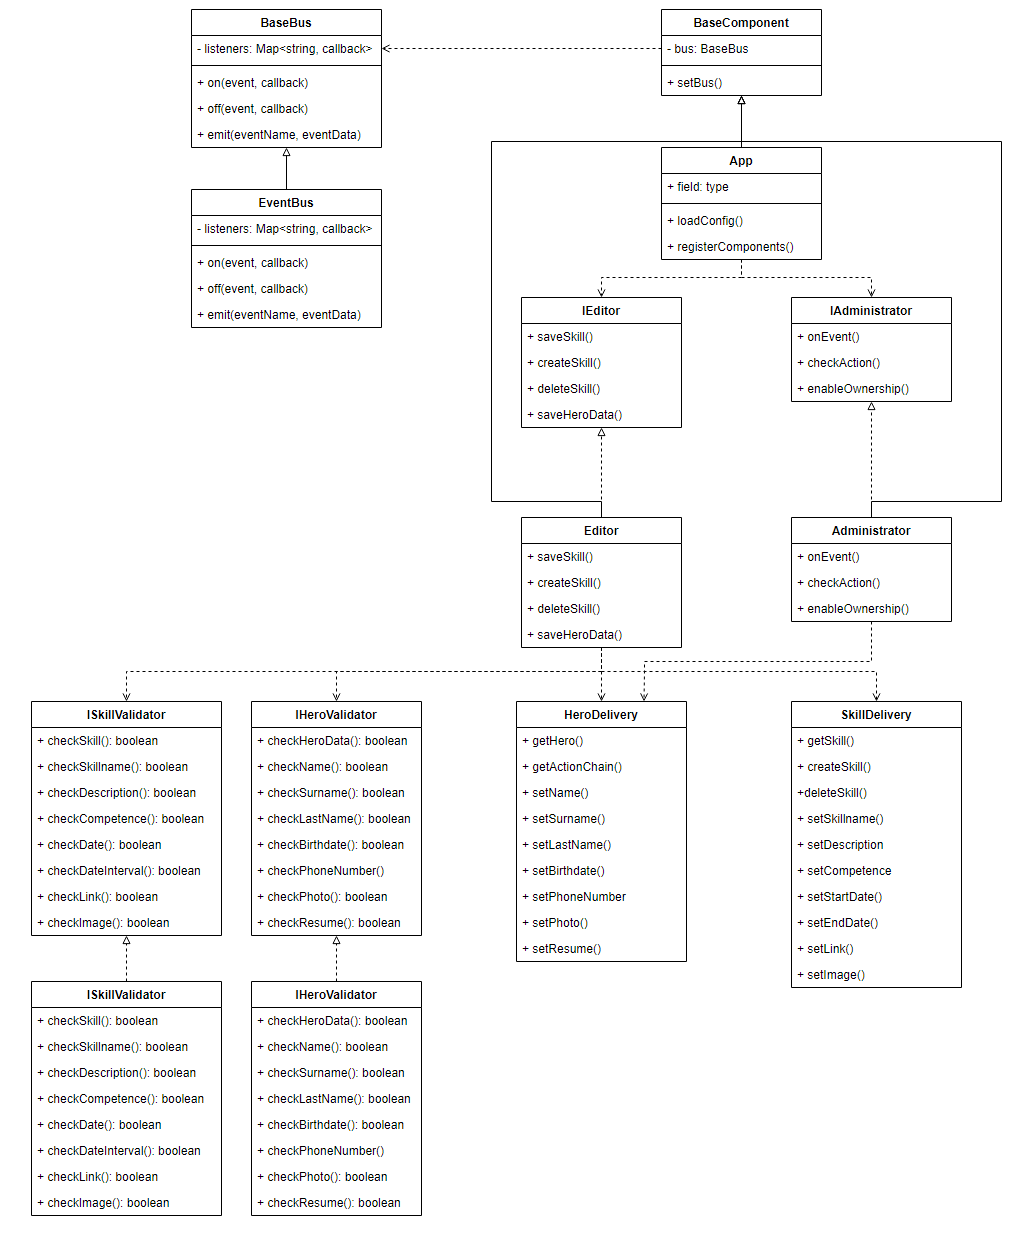 BaseBus
- listeners: Map<string, callback>
+ on(event, callback)
+ off(event, callback)
+ emit(eventName, eventData)
BaseComponent
- bus: BaseBus
+ setBus()
EventBus
- listeners: Map<string, callback>
+ on(event, callback)
+ off(event, callback)
+ emit(eventName, eventData)
App
+ field: type
+ loadConfig()
+ registerComponents()
IEditor
+ saveSkill()
+ createSkill()
+ deleteSkill()
+ saveHeroData()
IAdministrator
+ onEvent()
+ checkAction()
+ enableOwnership()
Editor
+ saveSkill()
+ createSkill()
+ deleteSkill()
+ saveHeroData()
Administrator
+ onEvent()
+ checkAction()
+ enableOwnership()
ISkillValidator
+ checkSkill(): boolean
+ checkSkillname(): boolean
+ checkDescription(): boolean
+ checkCompetence(): boolean
+ checkDate(): boolean
+ checkDateInterval(): boolean
+ checkLink(): boolean
+ checkImage(): boolean
IHeroValidator
+ checkHeroData(): boolean
+ checkName(): boolean
+ checkSurname(): boolean
+ checkLastName(): boolean
+ checkBirthdate(): boolean
+ checkPhoneNumber()
+ checkPhoto(): boolean
+ checkResume(): boolean
HeroDelivery
+ getHero()
+ getActionChain()
+ setName()
+ setSurname()
+ setLastName()
+ setBirthdate()
+ setPhoneNumber
+ setPhoto()
+ setResume()
SkillDelivery
+ getSkill()
+ createSkill()
+deleteSkill()
+ setSkillname()
+ setDescription
+ setCompetence
+ setStartDate()
+ setEndDate()
+ setLink()
+ setImage()
ISkillValidator
+ checkSkill(): boolean
+ checkSkillname(): boolean
+ checkDescription(): boolean
+ checkCompetence(): boolean
+ checkDate(): boolean
+ checkDateInterval(): boolean
+ checkLink(): boolean
+ checkImage(): boolean
IHeroValidator
+ checkHeroData(): boolean
+ checkName(): boolean
+ checkSurname(): boolean
+ checkLastName(): boolean
+ checkBirthdate(): boolean
+ checkPhoneNumber()
+ checkPhoto(): boolean
+ checkResume(): boolean